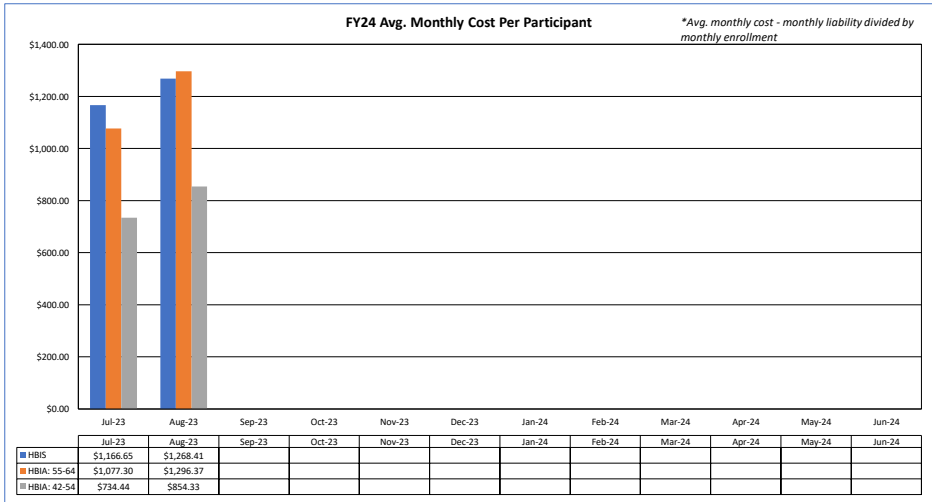 FY24 Avg. Monthly Cost Per Participant
*Avg. monthly cost - monthly liability divided by
monthly enrollment
$1,400.00
$1,200.00
$1,000.00
$800.00
$600.00
$400.00
$200.00
$0.00
Jul-23 Aug-23 Sep-23 Oct-23 Nov-23 Dec-23 Jan-24 Feb-24 Mar-24 Apr-24 May-24 Jun-24
Jul-23 Aug-23 Sep-23 Oct-23 Nov-23 Dec-23 Jan-24 Feb-24 Mar-24 Apr-24 May-24 Jun-24
HBIS $1,166.65 $1,268.41
HBIA: 55-64 $1,077.30 $1,296.37
HBIA: 42-54 $734.44 $854.33